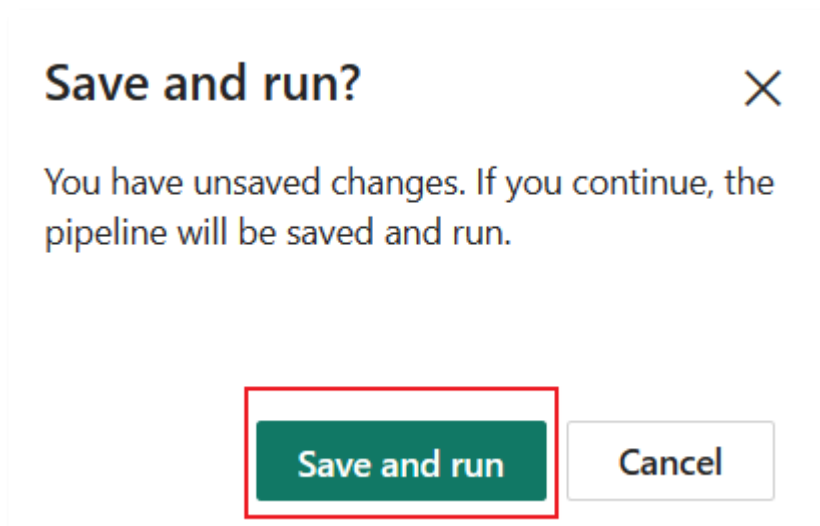 Save and run?
You have unsaved changes. If you continue, the
pipeline will be saved and run.
Save and run
Cancel